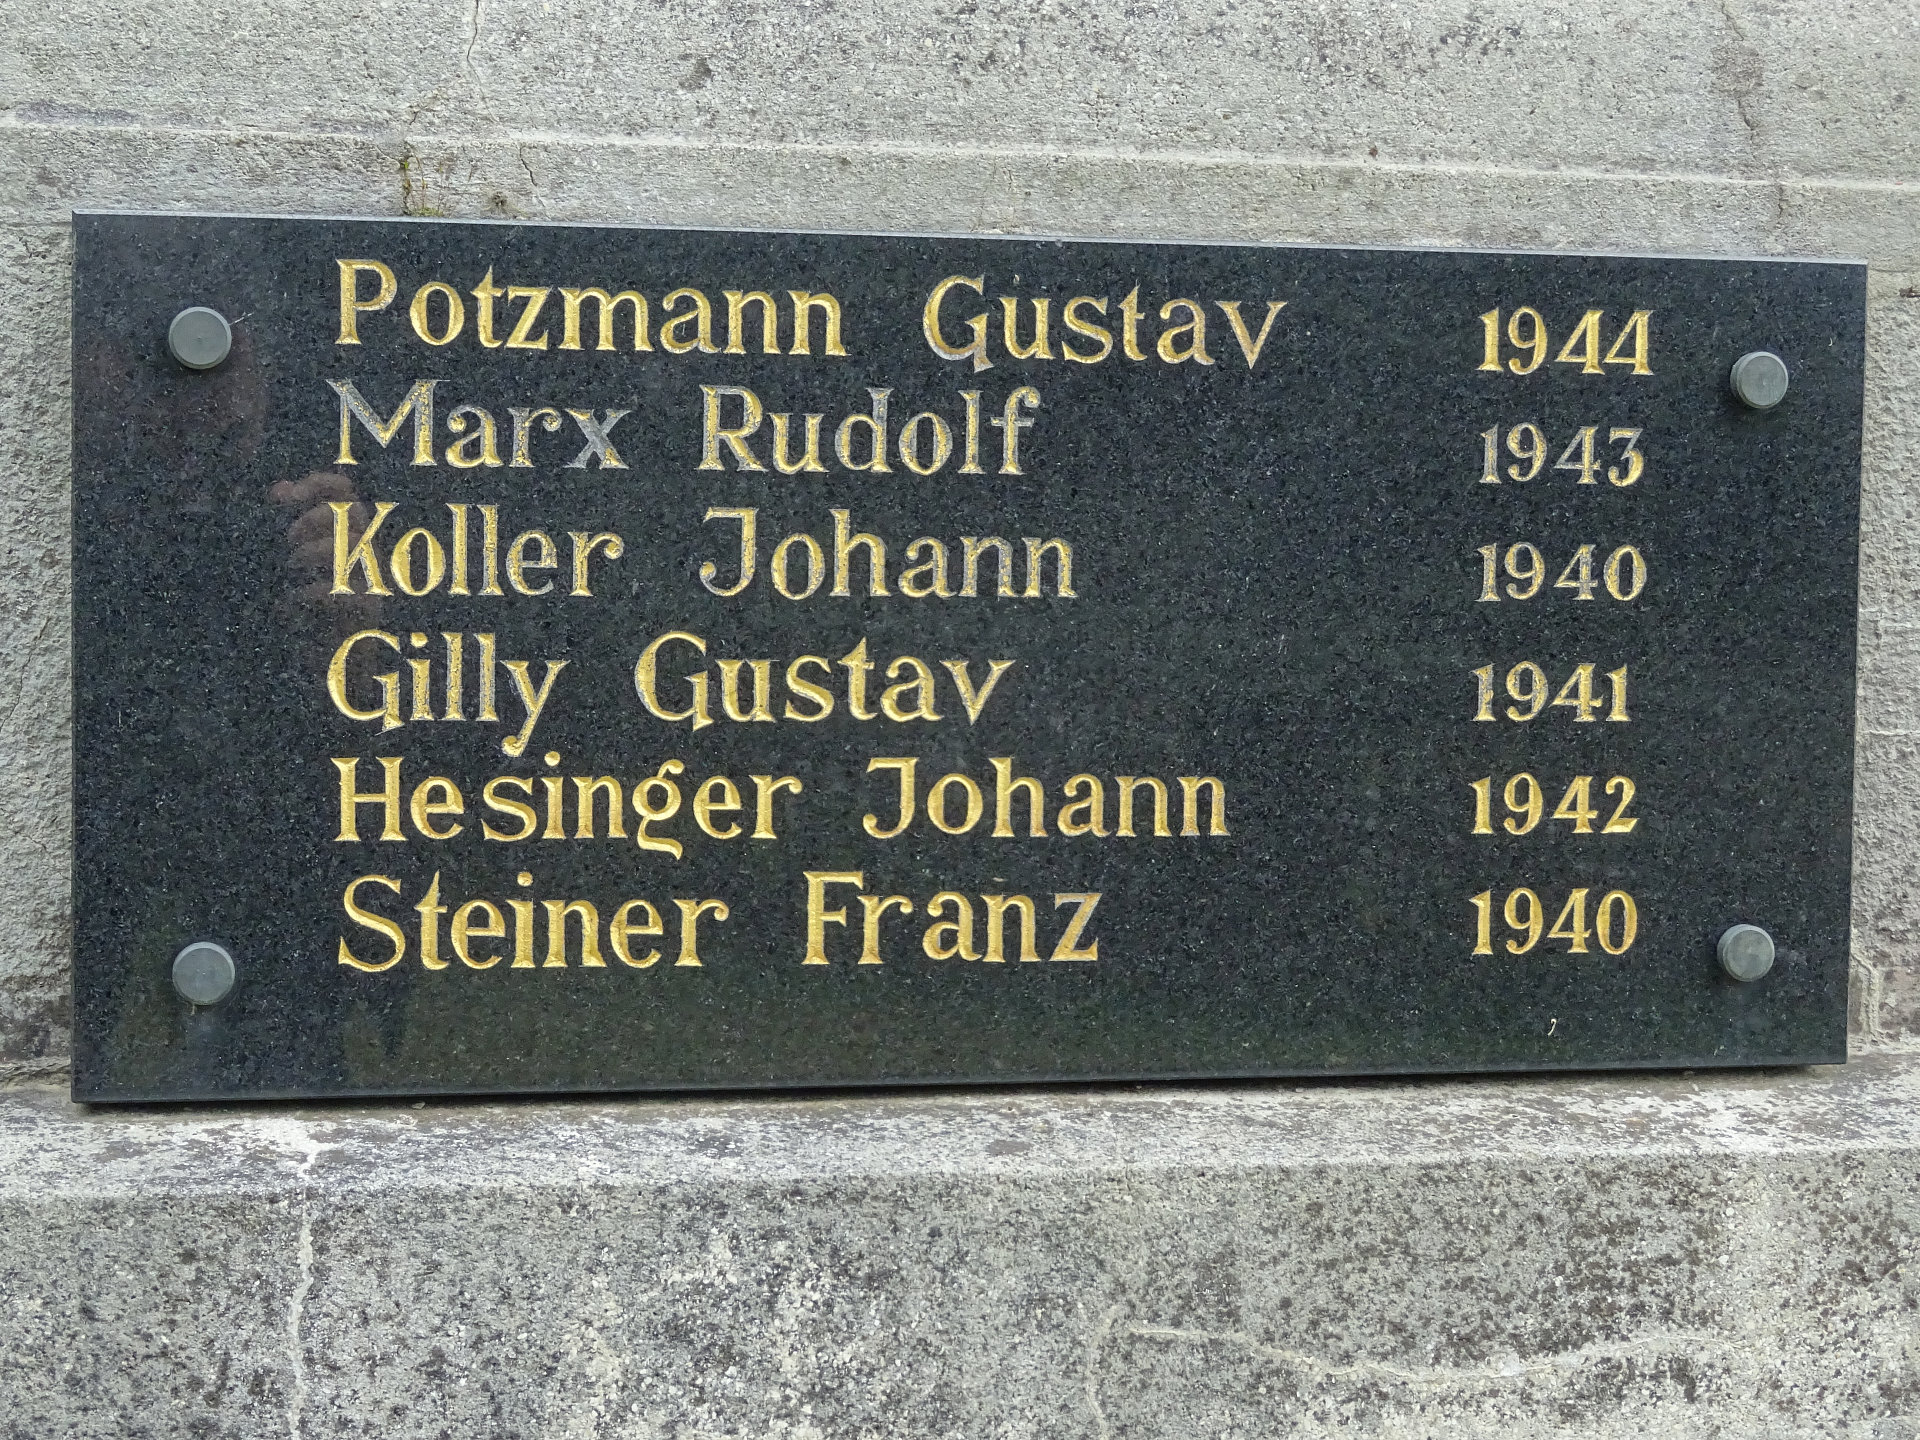 Potzmann Gustav 1944
Marx Rudolf 1943
Koller Johann 1940
Gilly Gustav 1941
Hesinger Johann 1942
Steiner Franz 1940